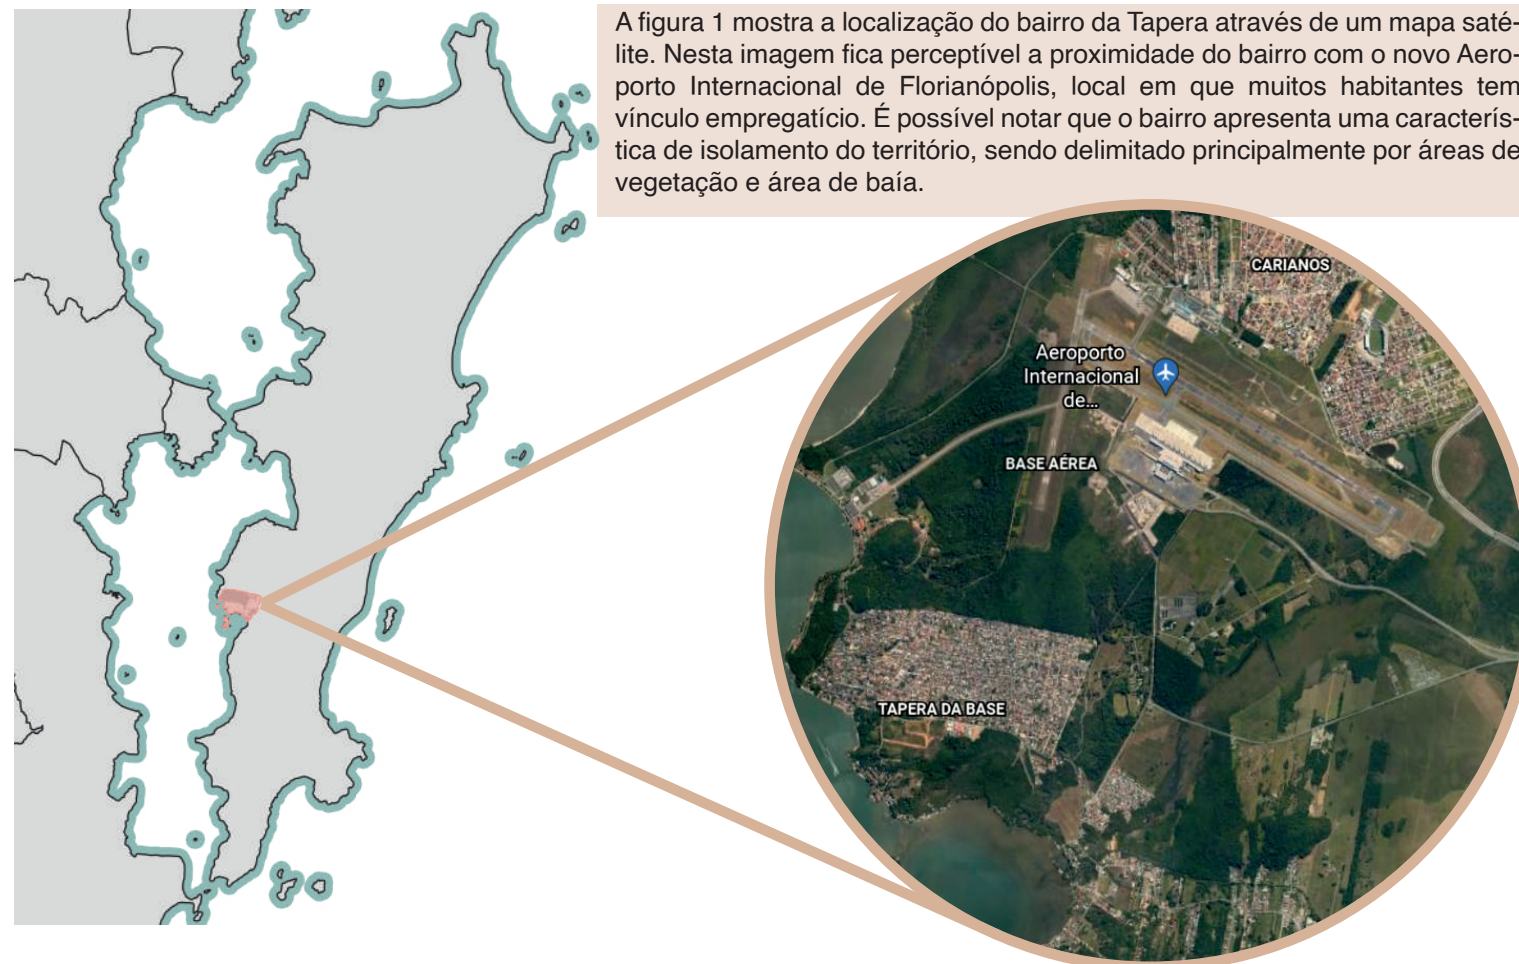 A figura 1 mostra a localização do bairro da Tapera através de um mapa saté-
lite. Nesta imagem fica perceptível a proximidade do bairro com o novo Aero-
porto Internacional de Florianópolis, local em que muitos habitantes tem
vínculo empregatício. É possível notar que o bairro apresenta uma caracterís-
tica de isolamento do território, sendo delimitado principalmente por áreas de
vegetação e área de baía.
CARIANOS
Aeroporto
Internacional
de...
BASE AÉREA
TAPERA DA BASE